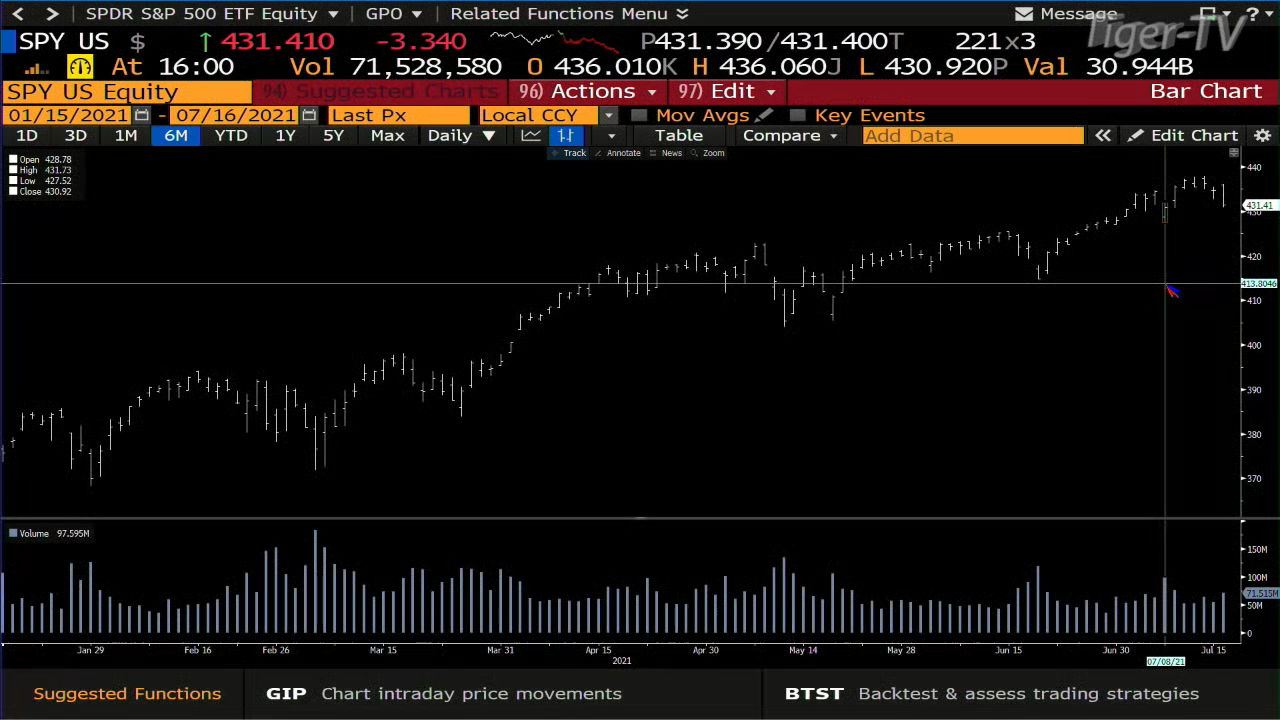 SPDR S&P 500 ETF Equity GPO Related Functions Menu Message ?
Tiger-TV
SPY US $ 431.410 -3.340 P431.390/431.400T 221x3
At 16:00 Vol 71,528,580 O 436.010K H 436.060J L 430.920P Val 30.944B
SPY US Equity 94) Suggested Charts 96) Actions 97) Edit Bar Chart
01/15/2021 - 07/16/2021 Last Px Local CCY Mov Avgs Key Events
1D 3D 1M 6M YTD 1Y 5Y Max Daily ▼ Table Compare Add Data « Edit Chart
Track Annotate News Zoom
Open 428.78
High 431.73
Low 427.52
Close 430.92
440
431.41
430
420
413.8046
410
400
390
380
370
Volume 97.595M
150M
100M
71.515M
50M
0
Jan 29 Feb 16 Feb 26 Mar 15 Mar 31 Apr 15 Apr 30 May 14 May 28 Jun 15 Jun 30 Jul 15
2021 07/08/21
Suggested Functions GIP Chart intraday price movements BTST Backtest & assess trading strategies